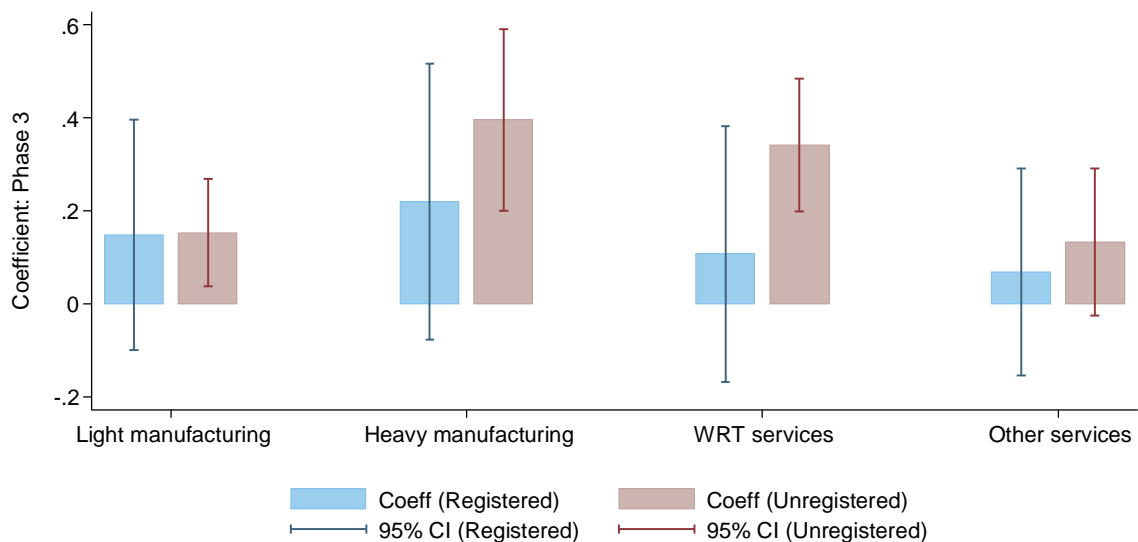 Coefficient: Phase 3
.6
.4
.2
0
-.2
Light manufacturing
Heavy manufacturing
WRT services
Other services
Coeff (Registered)
Coeff (Unregistered)
95% CI (Registered)
95% CI (Unregistered)